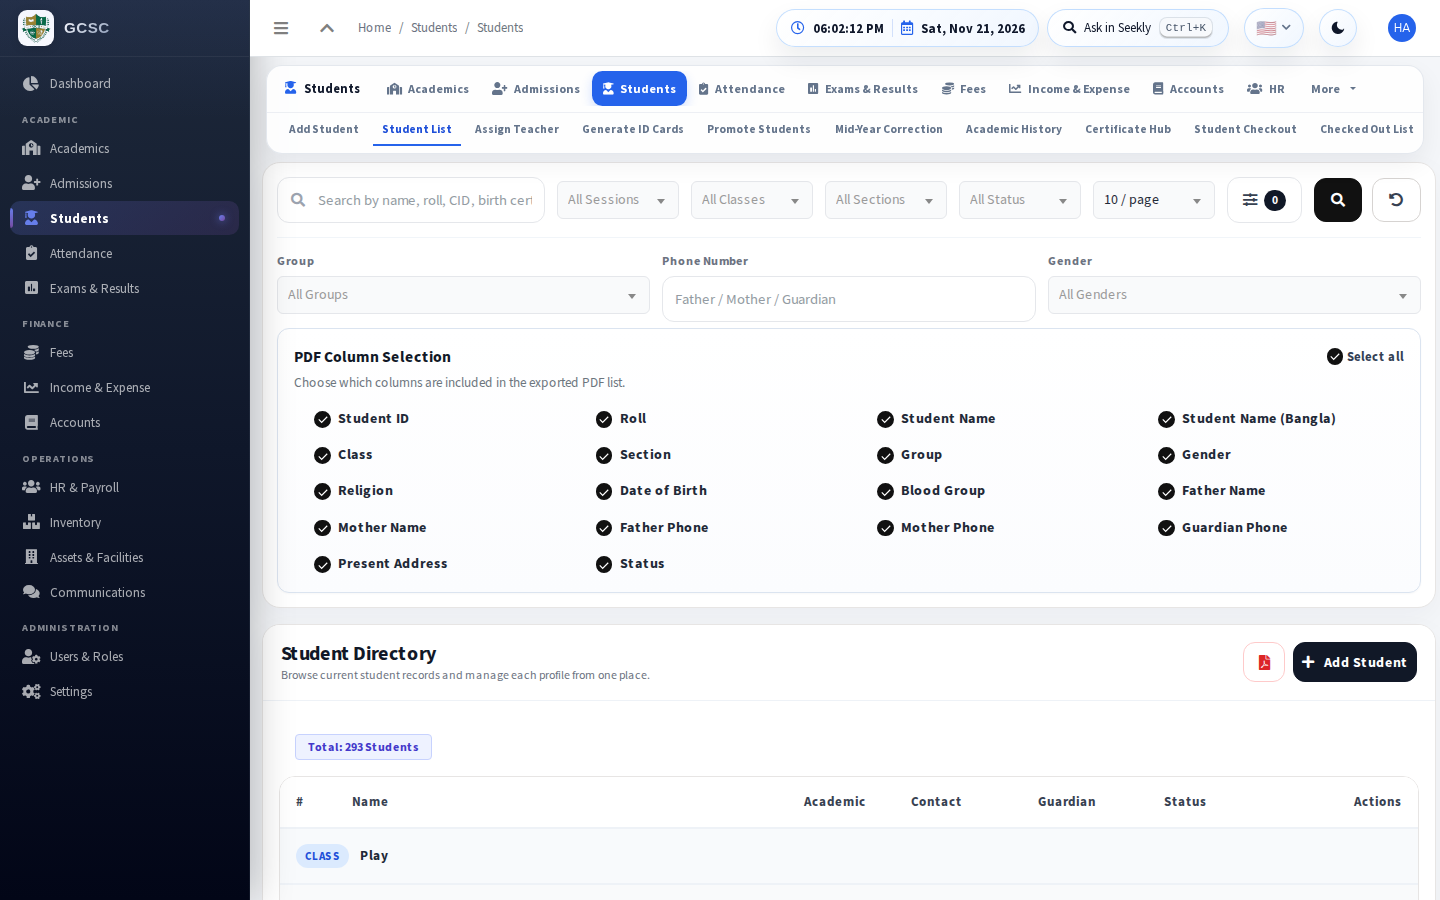 GCSC
Home / Students / Students
06:02:12 PM
Sat, Nov 21, 2026
Ask in Seekly
Ctrl+K
HA
Dashboard
ACADEMIC
Academics
Admissions
Students
Attendance
Exams & Results
FINANCE
Fees
Income & Expense
Accounts
OPERATIONS
HR & Payroll
Inventory
Assets & Facilities
Communications
ADMINISTRATION
Users & Roles
Settings
Students
Academics
Admissions
Students
Attendance
Exams & Results
Fees
Income & Expense
Accounts
HR
More
Add Student
Student List
Assign Teacher
Generate ID Cards
Promote Students
Mid-Year Correction
Academic History
Certificate Hub
Student Checkout
Checked Out List
Search by name, roll, CID, birth cert
All Sessions
All Classes
All Sections
All Status
10 / page
0
Group
Phone Number
Gender
All Groups
Father / Mother / Guardian
All Genders
PDF Column Selection
Select all
Choose which columns are included in the exported PDF list.
Student ID
Roll
Student Name
Student Name (Bangla)
Class
Section
Group
Gender
Religion
Date of Birth
Blood Group
Father Name
Mother Name
Father Phone
Mother Phone
Guardian Phone
Present Address
Status
Student Directory
Browse current student records and manage each profile from one place.
Add Student
Total: 293 Students
# Name Academic Contact Guardian Status Actions
CLASS Play